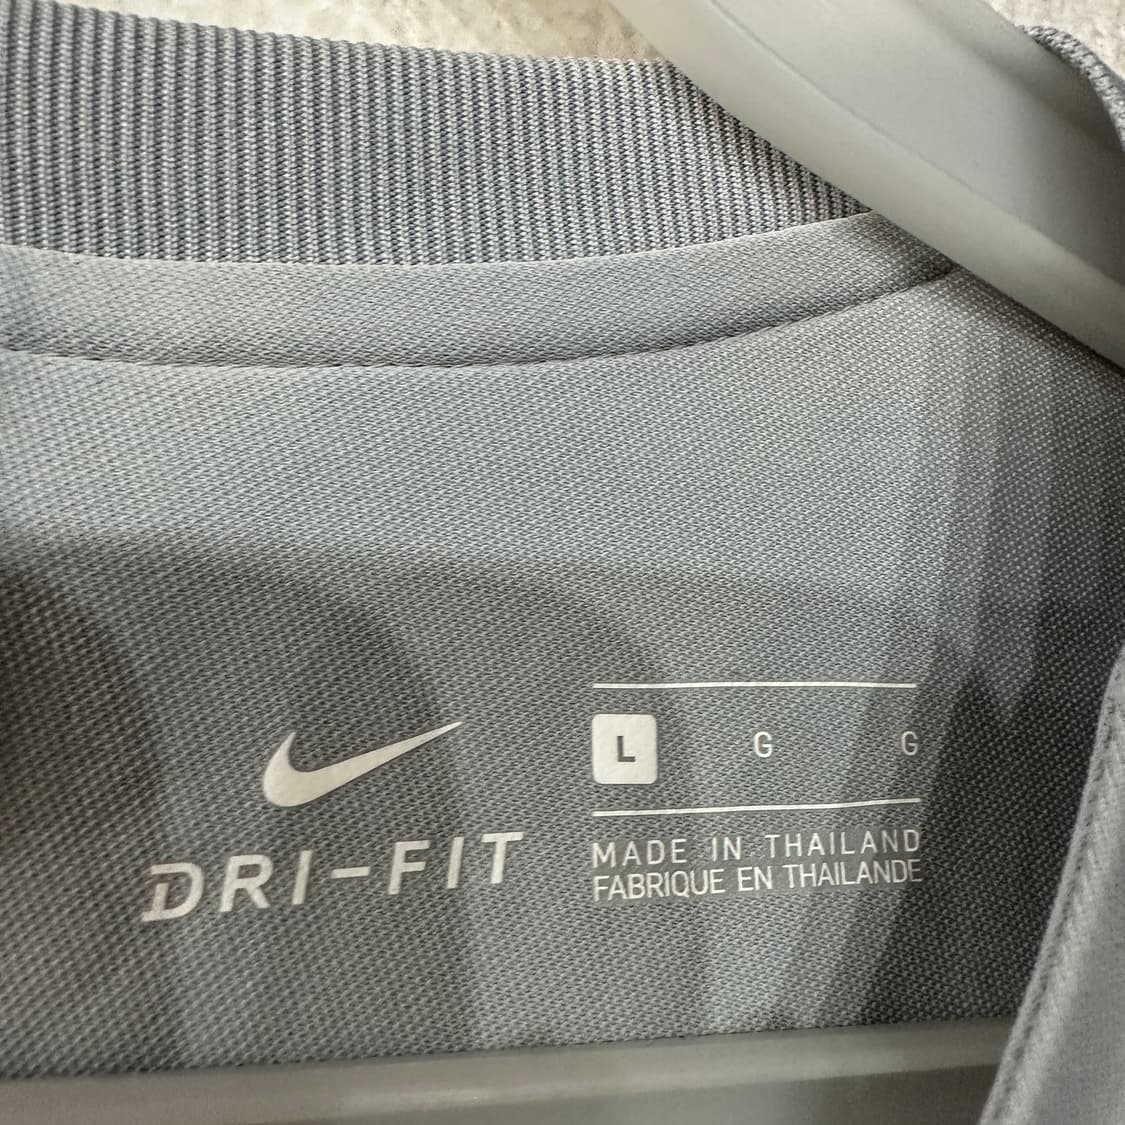 DRI-FIT
L G G
MADE IN THAILAND
FABRIQUE EN THAILANDE